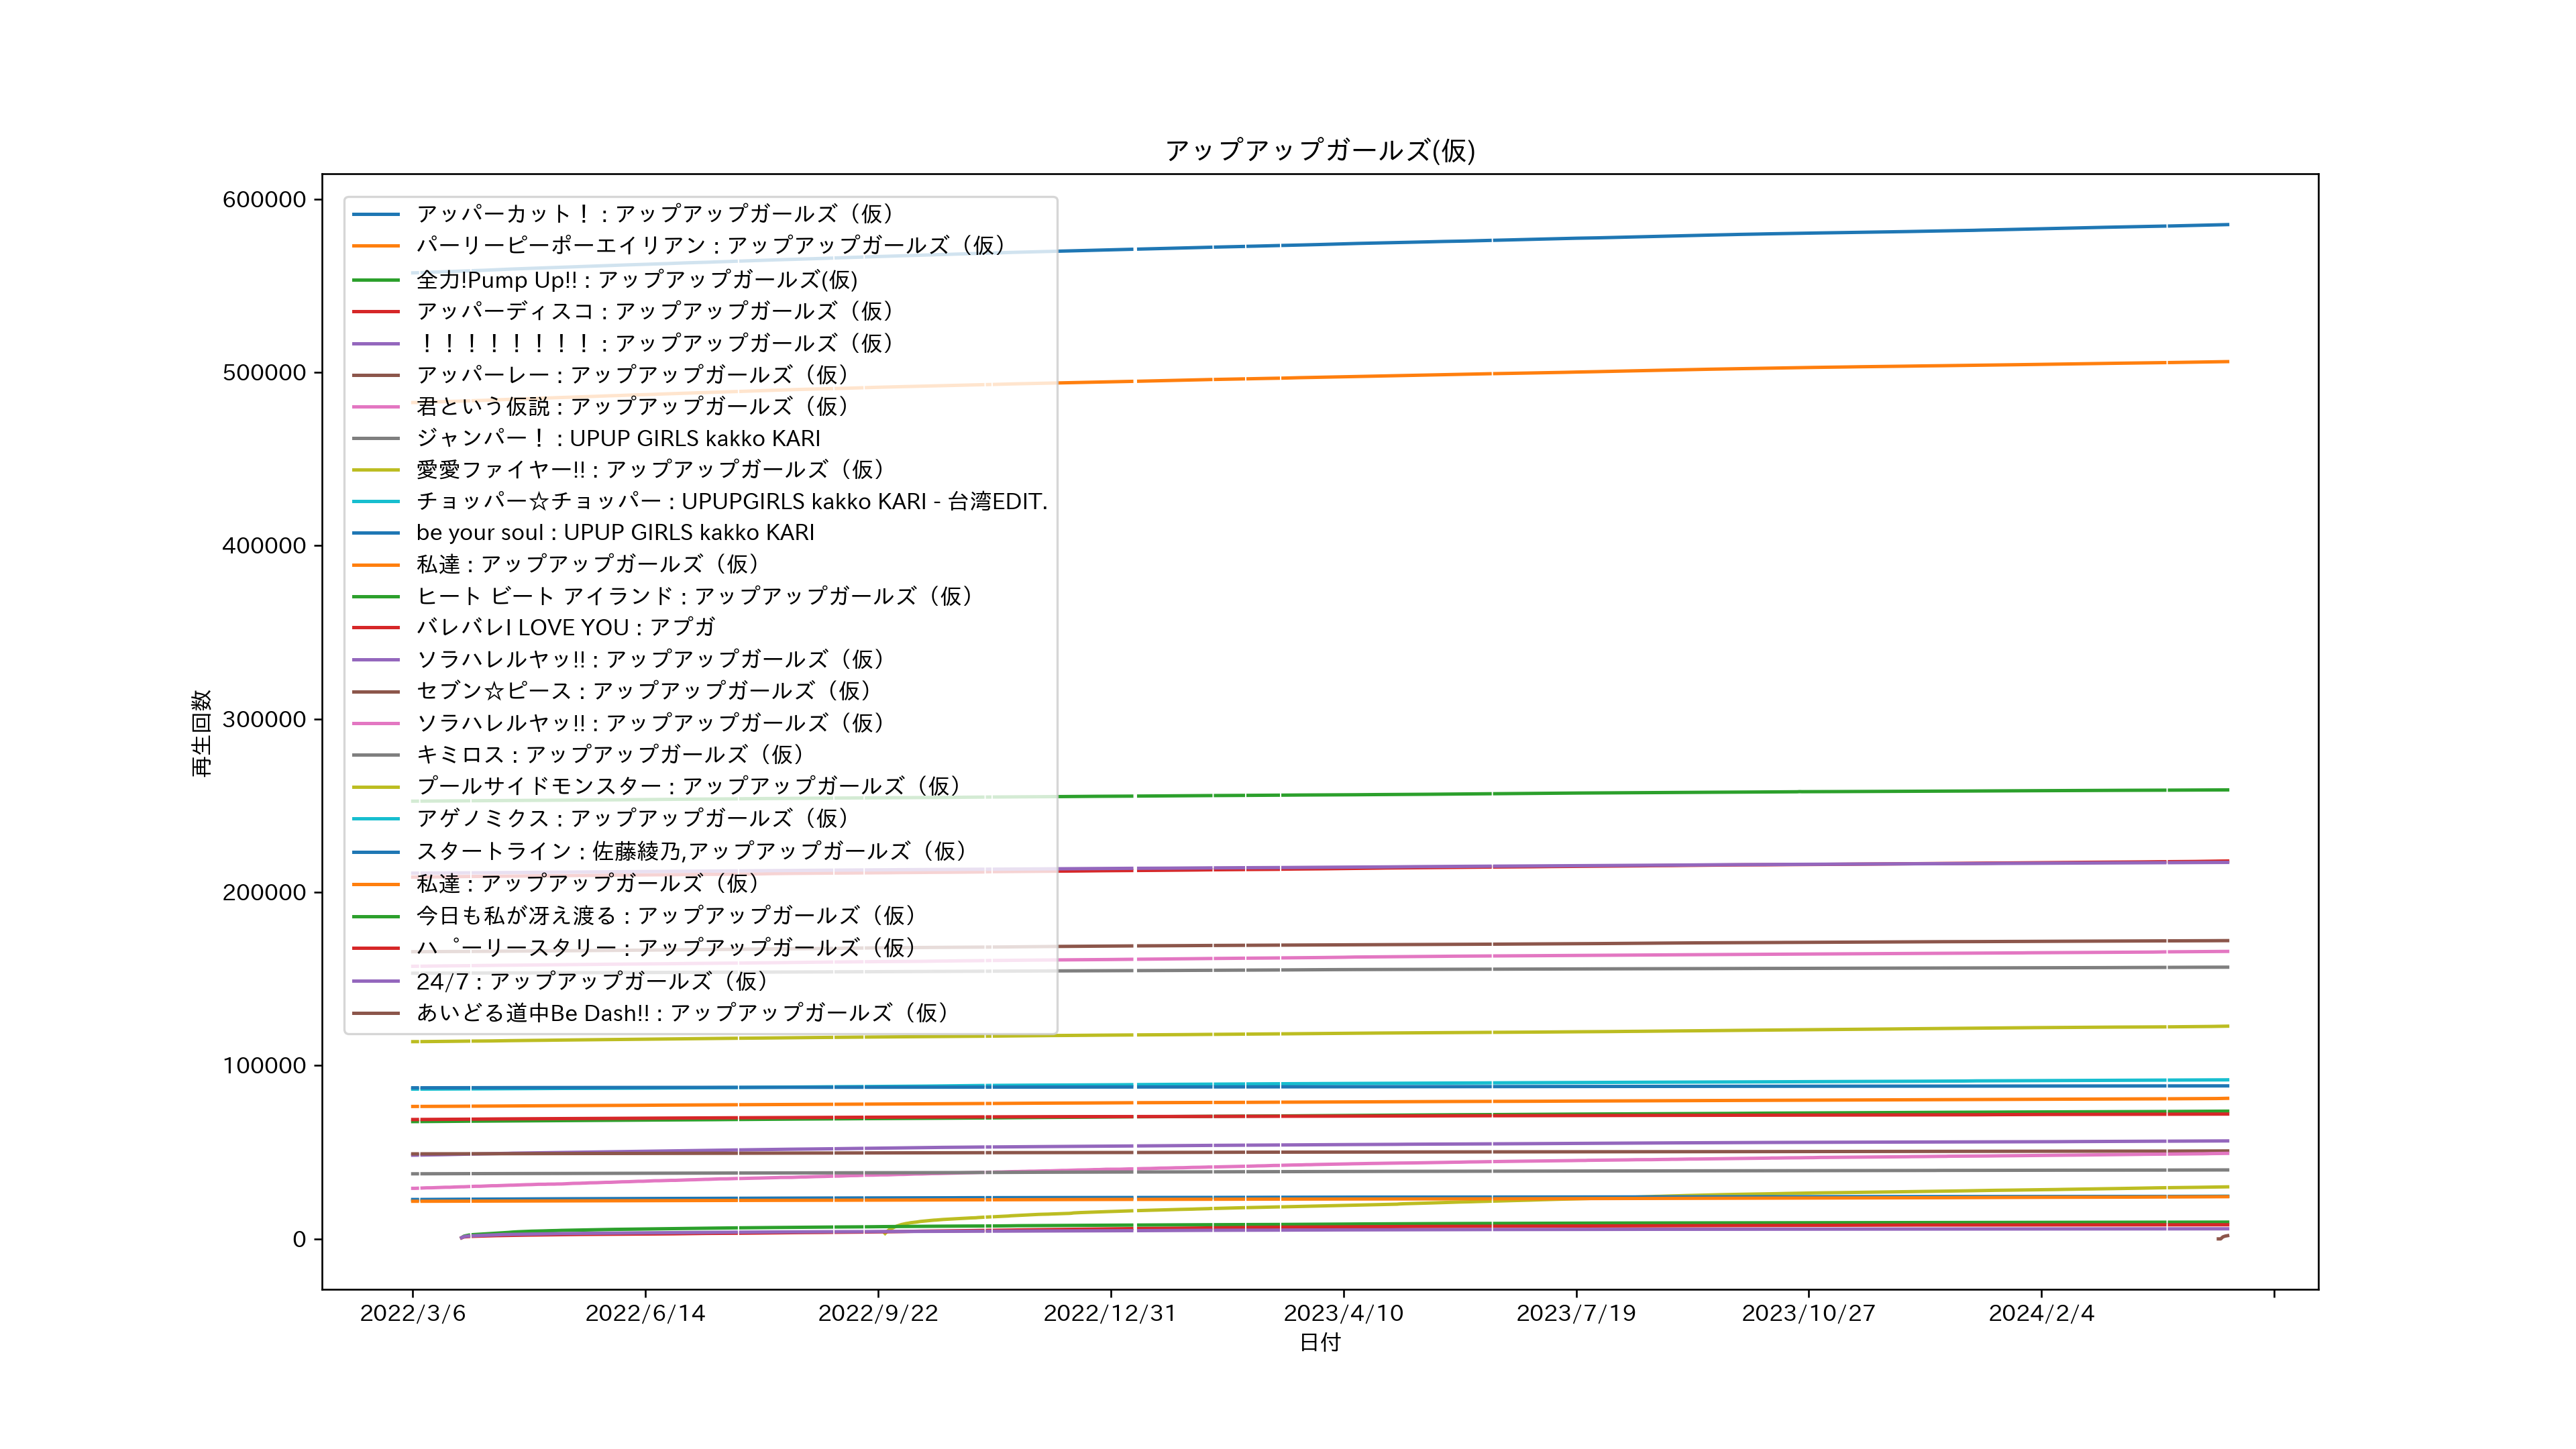 アップアップガールズ(仮)
600000
500000
400000
300000
200000
100000
0
再生回数
アッパーカット！ : アップアップガールズ（仮）
パーリーピーポーエイリアン : アップアップガールズ（仮）
全力!Pump Up!! : アップアップガールズ(仮)
アッパーディスコ : アップアップガールズ（仮）
！！！！！！！！ : アップアップガールズ（仮）
アッパーレー : アップアップガールズ（仮）
君という仮説 : アップアップガールズ（仮）
ジャンパー！ : UPUP GIRLS kakko KARI
愛愛ファイヤー!! : アップアップガールズ（仮）
チョッパー☆チョッパー : UPUPGIRLS kakko KARI - 台湾EDIT.
be your soul : UPUP GIRLS kakko KARI
私達 : アップアップガールズ（仮）
ヒート ビート アイランド : アップアップガールズ（仮）
バレバレI LOVE YOU : アプガ
ソラハレルヤッ!! : アップアップガールズ（仮）
セブン☆ピース : アップアップガールズ（仮）
ソラハレルヤッ!! : アップアップガールズ（仮）
キミロス : アップアップガールズ（仮）
プールサイドモンスター : アップアップガールズ（仮）
アゲノミクス : アップアップガールズ（仮）
スタートライン : 佐藤綾乃,アップアップガールズ（仮）
私達 : アップアップガールズ（仮）
今日も私が冴え渡る : アップアップガールズ（仮）
ハ゜ーリースタリー : アップアップガールズ（仮）
24/7 : アップアップガールズ（仮）
あいどる道中Be Dash!! : アップアップガールズ（仮）
2022/3/6 2022/6/14 2022/9/22 2022/12/31 2023/4/10 2023/7/19 2023/10/27 2024/2/4
日付